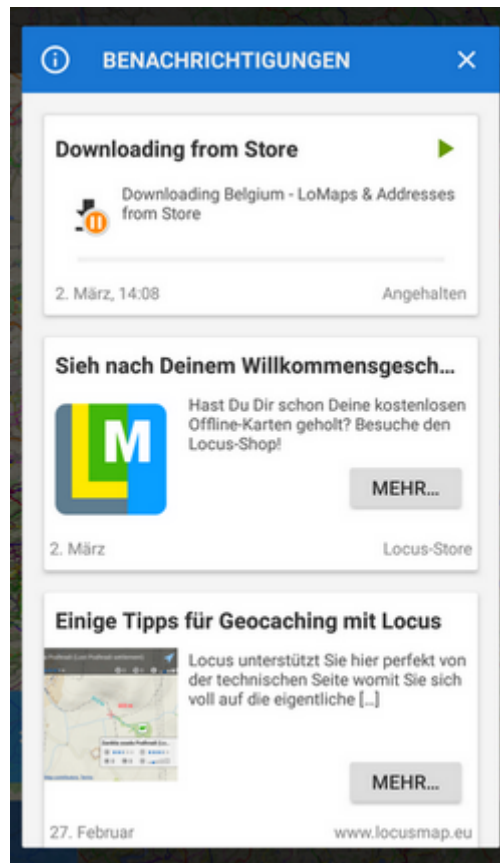 BENACHRICHTIGUNGEN
Downloading from Store
Downloading Belgium - LoMaps & Addresses
from Store
2. März, 14:08 Angehalten
Sieh nach Deinem Willkommensgesch...
Hast Du Dir schon Deine kostenlosen
Offline-Karten geholt? Besuche den
Locus-Shop!
LM
MEHR...
2. März Locus-Store
Einige Tipps für Geocaching mit Locus
Locus unterstützt Sie hier perfekt von
der technischen Seite womit Sie sich
voll auf die eigentliche [...]
MEHR...
27. Februar www.locusmap.eu